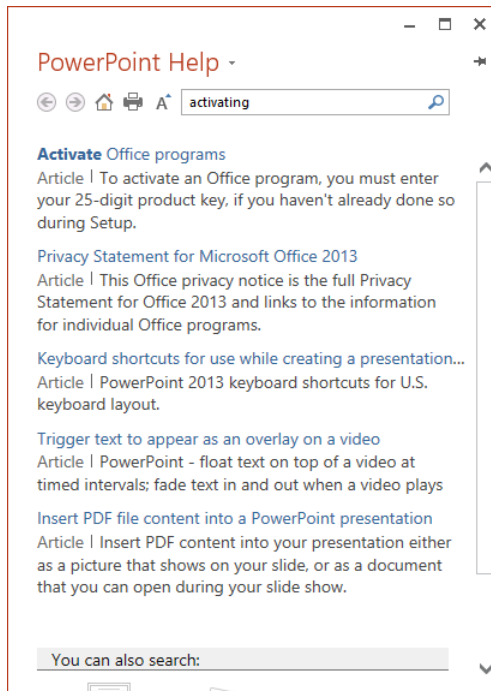 PowerPoint Help
activating
Activate Office programs
Article | To activate an Office program, you must enter
your 25-digit product key, if you haven't already done so
during Setup.
Privacy Statement for Microsoft Office 2013
Article | This Office privacy notice is the full Privacy
Statement for Office 2013 and links to the information
for individual Office programs.
Keyboard shortcuts for use while creating a presentation...
Article | PowerPoint 2013 keyboard shortcuts for U.S.
keyboard layout.
Trigger text to appear as an overlay on a video
Article | PowerPoint - float text on top of a video at
timed intervals; fade text in and out when a video plays
Insert PDF file content into a PowerPoint presentation
Article | Insert PDF content into your presentation either
as a picture that shows on your slide, or as a document
that you can open during your slide show.
You can also search: